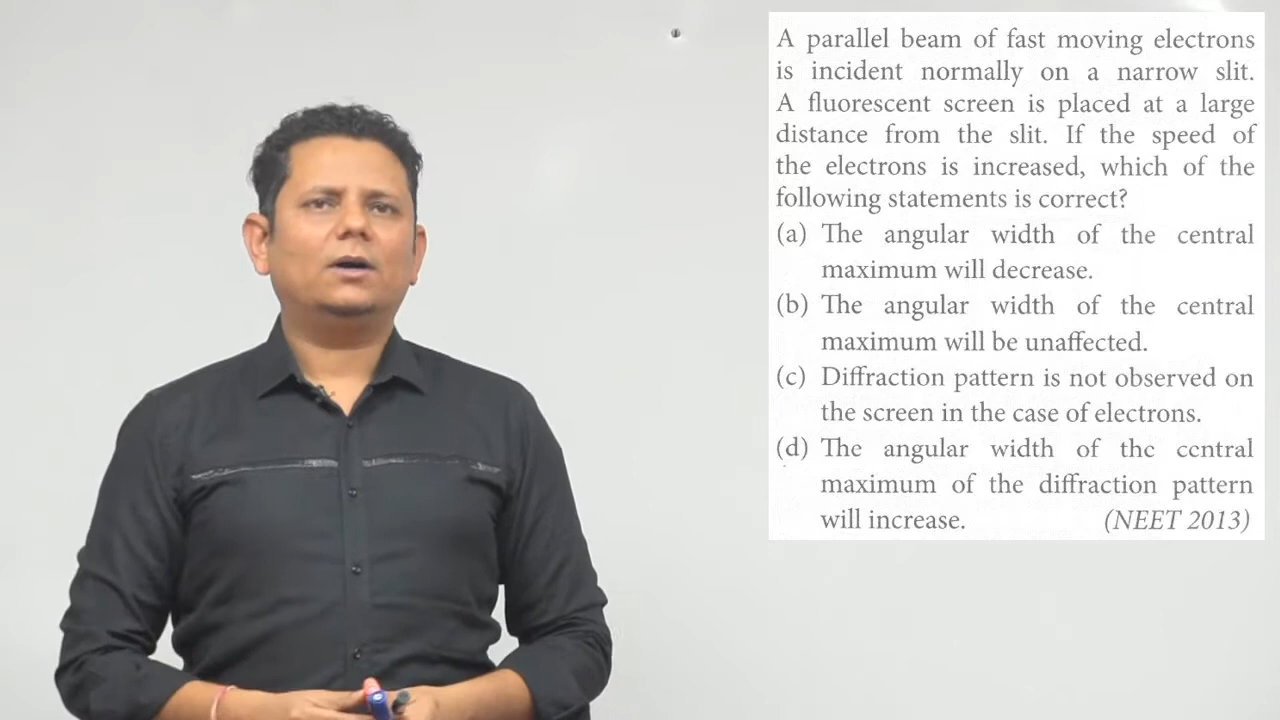 A parallel beam of fast moving electrons
is incident normally on a narrow slit.
A fluorescent screen is placed at a large
distance from the slit. If the speed of
the electrons is increased, which of the
following statements is correct?
(a) The angular width of the central
maximum will decrease.
(b) The angular width of the central
maximum will be unaffected.
(c) Diffraction pattern is not observed on
the screen in the case of electrons.
(d) The angular width of the central
maximum of the diffraction pattern
will increase. (NEET 2013)